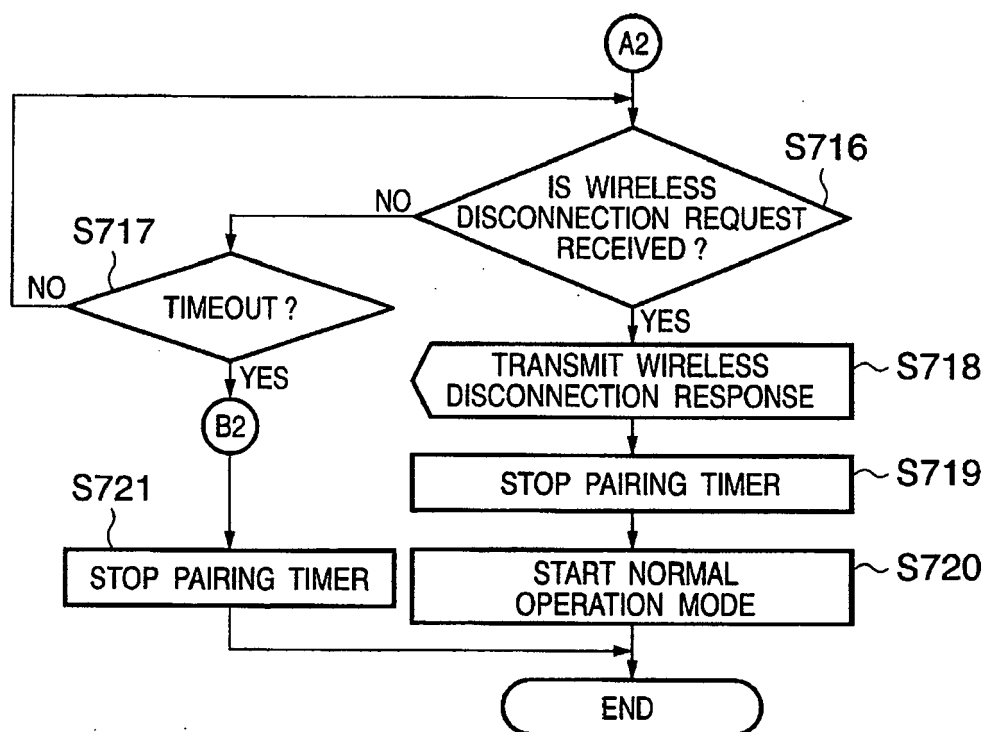 A2
S716
IS WIRELESS
DISCONNECTION REQUEST
RECEIVED ?
NO
YES
S717
TIMEOUT ?
NO
YES
B2
S718
TRANSMIT WIRELESS
DISCONNECTION RESPONSE
S719
STOP PAIRING TIMER
S721
STOP PAIRING TIMER
S720
START NORMAL
OPERATION MODE
END